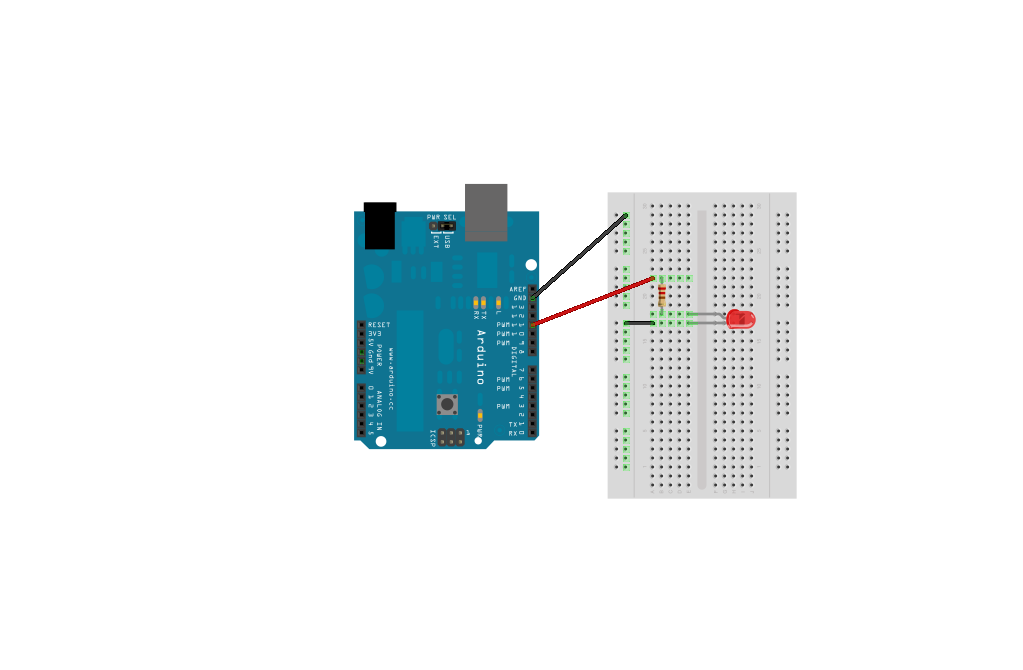 PWR SEL
EXT
USB
AREF
GND
13
12
PWM 11
PWM 10
PWM 9
8
DIGITAL
7
PWM 6
PWM 5
4
PWM 3
2
TX 1
RX 0
RX
TX
L
Arduino
www.arduino.cc
RESET
3V3
5V
Gnd
9V
POWER
ANALOG IN
0
1
2
3
4
5
ICSP
1
PWR